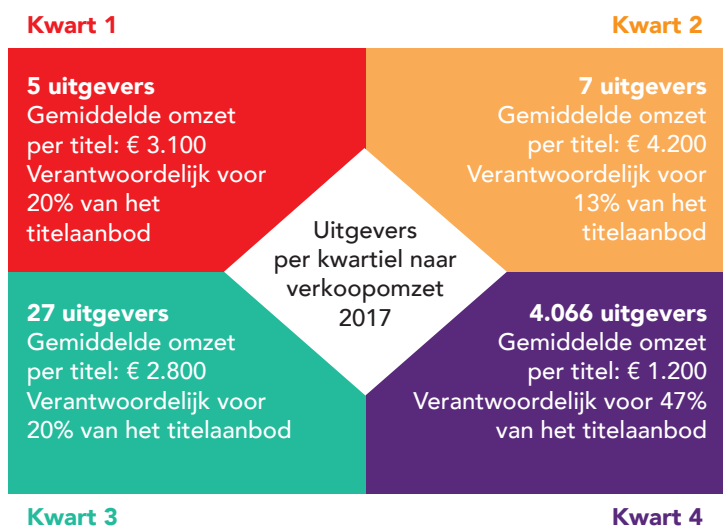 Kwart 1
5 uitgevers
Gemiddelde omzet
per titel: € 3.100
Verantwoordelijk voor
20% van het
titelaanbod
Kwart 2
7 uitgevers
Gemiddelde omzet
per titel: € 4.200
Verantwoordelijk voor
13% van het
titelaanbod
Uitgevers
per kwartiel naar
verkoopomzet
2017
27 uitgevers
Gemiddelde omzet
per titel: € 2.800
Verantwoordelijk voor
20% van het titelaanbod
Kwart 3
4.066 uitgevers
Gemiddelde omzet
per titel: € 1.200
Verantwoordelijk voor 47%
van het titelaanbod
Kwart 4